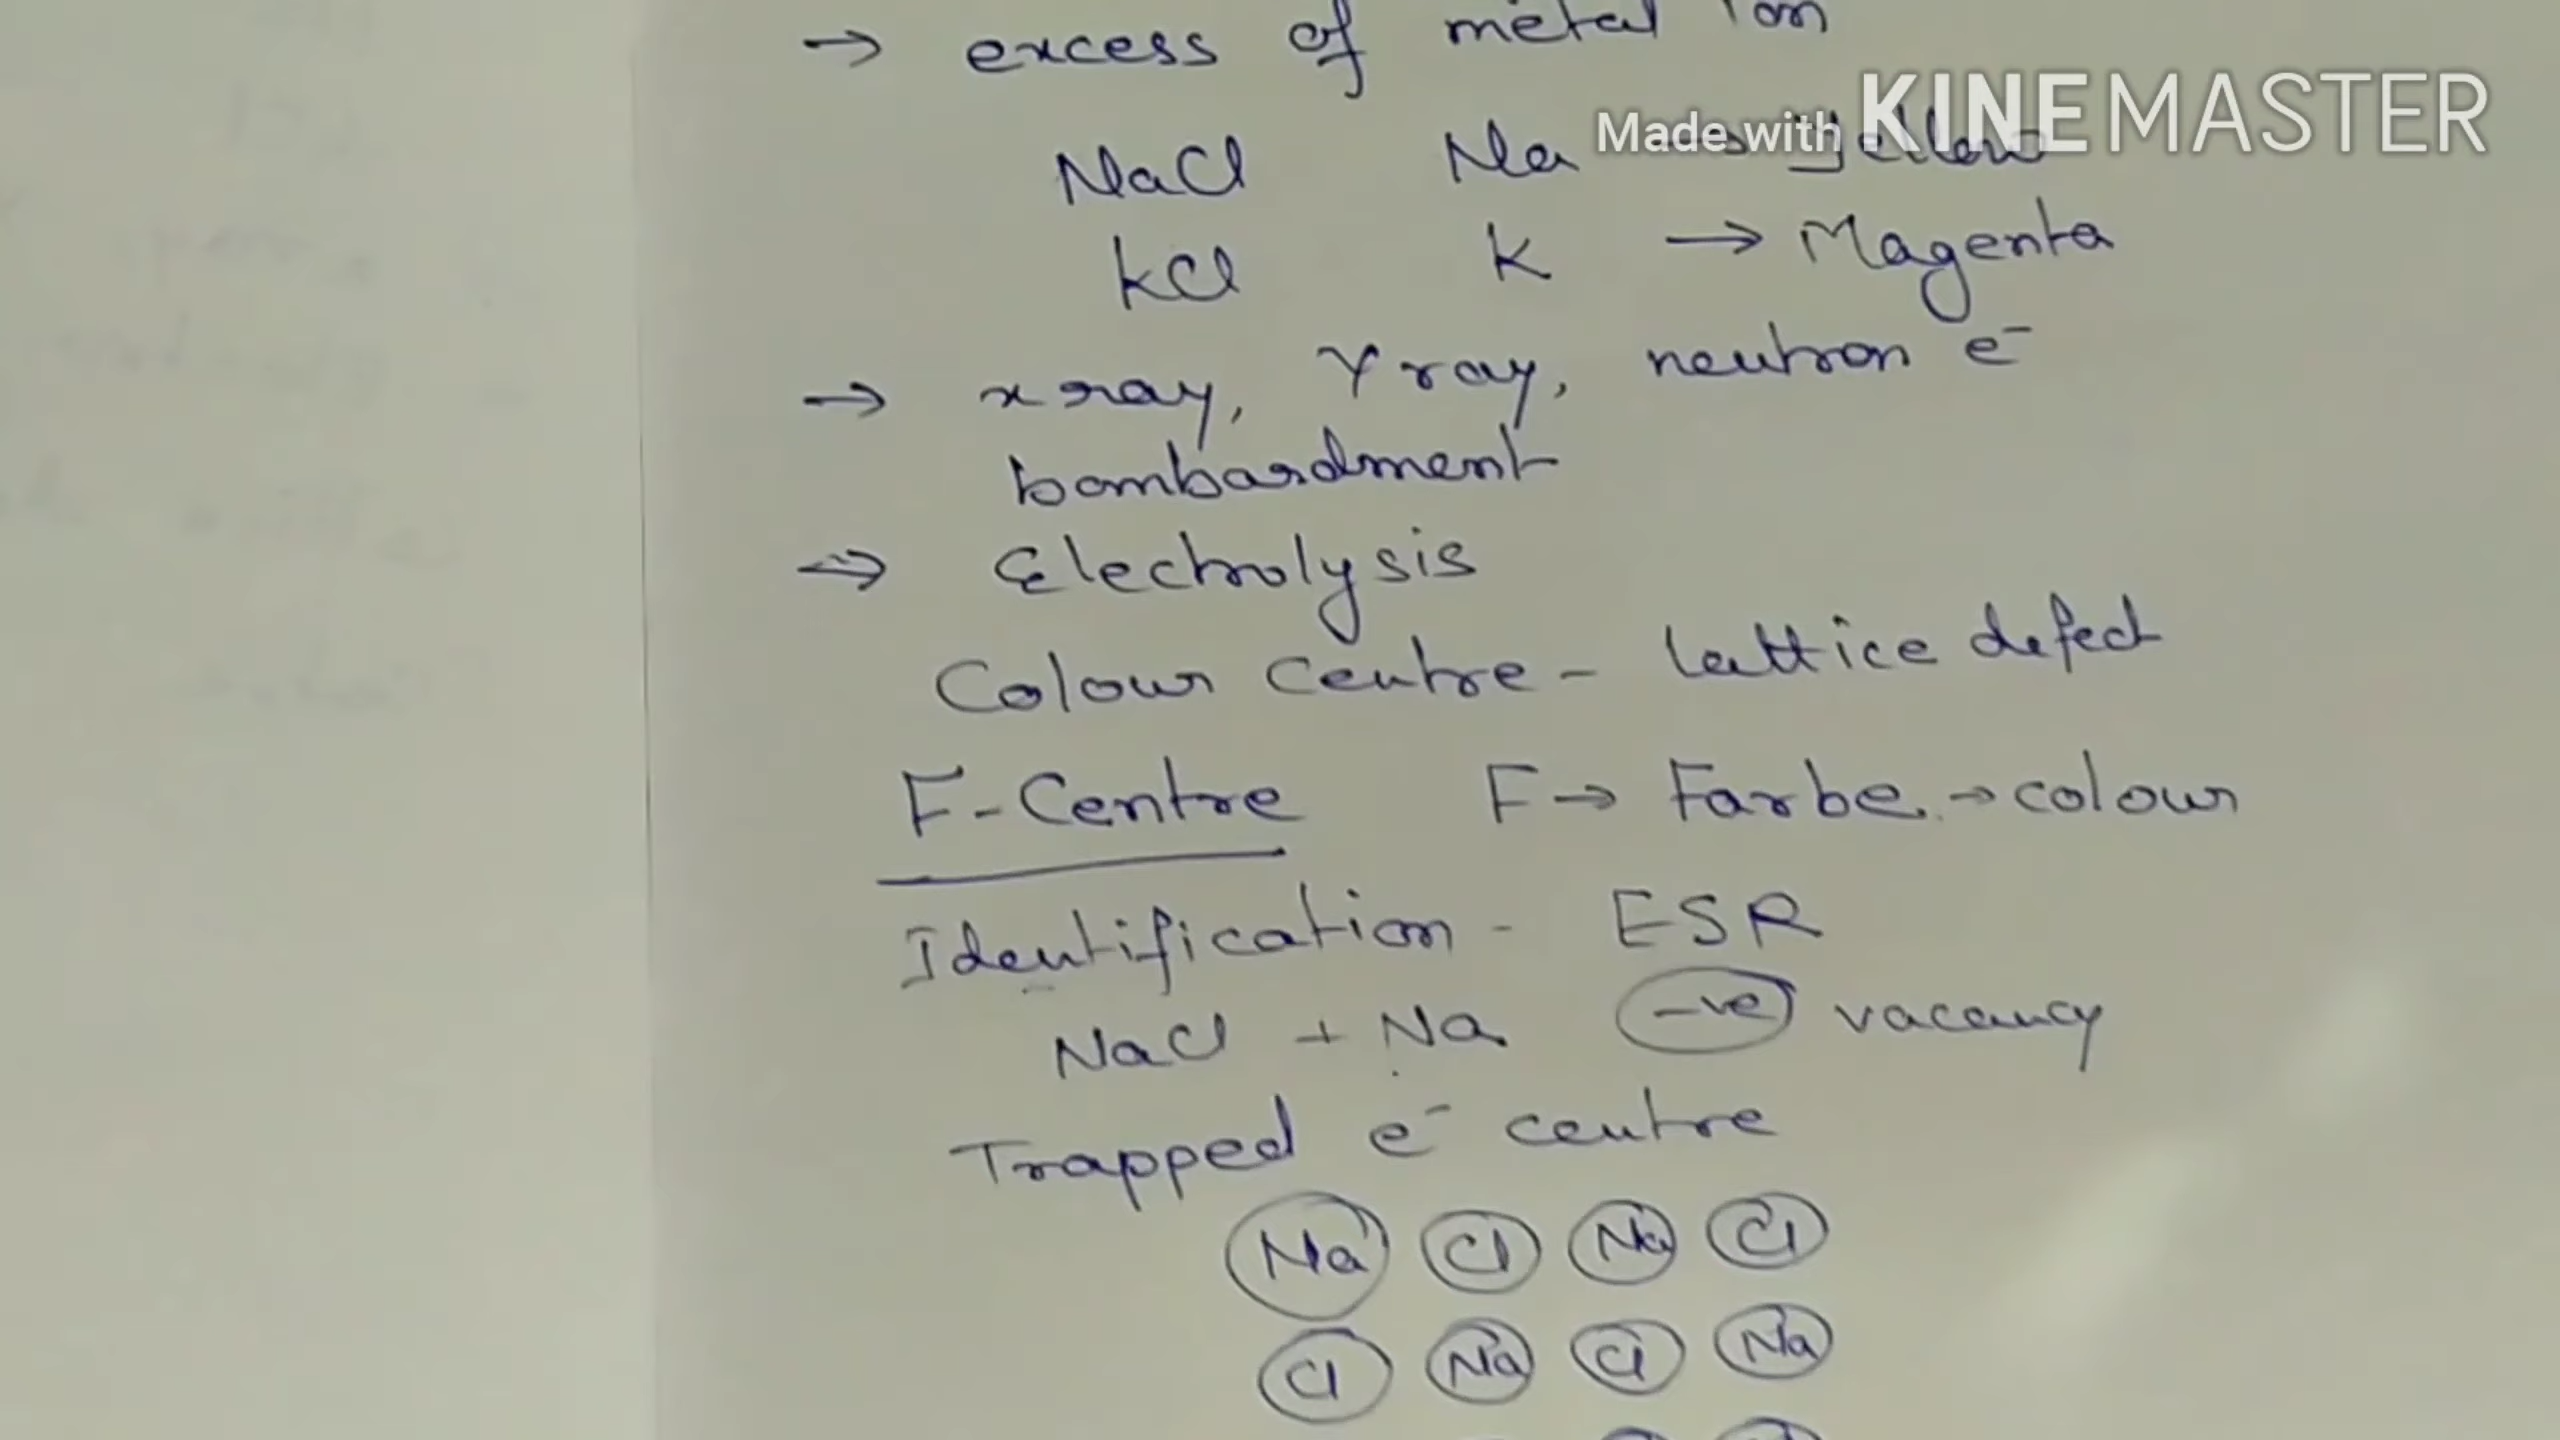 → excess of metal ion
Made with KINEMASTER
NaCl Na → Yellow
KCl K → Magenta
→ x ray, γ ray, neutron e⁻
bombardment
→ Electrolysis
Colour Centre - lattice defect
F-Centre F → Farbe. → colour
Identification - ESR
NaCl + Na -ve vacancy
Trapped e⁻ centre
Na Cl Na Cl
Cl Na Cl Na